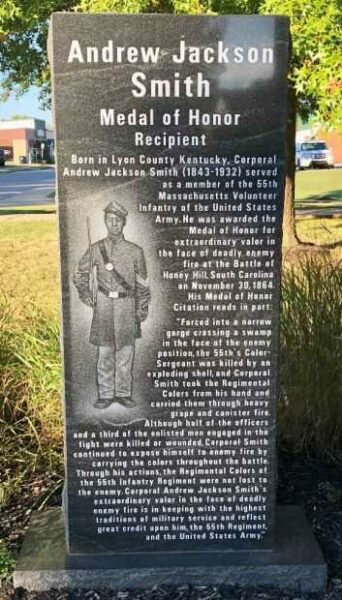 Andrew Jackson
Smith
Medal of Honor
Recipient
Born in Lyon County Kentucky, Corporal
Andrew Jackson Smith (1843-1932) served
as a member of the 55th
Massachusetts Volunteer
Infantry of the United States
Army. He was awarded the
Medal of Honor for
extraordinary valor in
the face of deadly enemy
fire at the Battle of
Honey Hill, South Carolina
on November 30, 1864.
His Medal of Honor
Citation reads in part:
"Forced into a narrow
gorge crossing a swamp
in the face of the enemy
position, the 55th's Color-
Sergeant was killed by an
exploding shell, and Corporal
Smith took the Regimental
Colors from his hand and
carried them through heavy
grape and canister fire.
Although half of the officers
and a third of the enlisted men engaged in the
fight were killed or wounded, Corporal Smith
continued to expose himself to enemy fire by
carrying the colors throughout the battle.
Through his actions, the Regimental Colors of
the 55th Infantry Regiment were not lost to
the enemy. Corporal Andrew Jackson Smith's
extraordinary valor in the face of deadly
enemy fire is in keeping with the highest
traditions of military service and reflect
great credit upon him, the 55th Regiment,
and the United States Army."